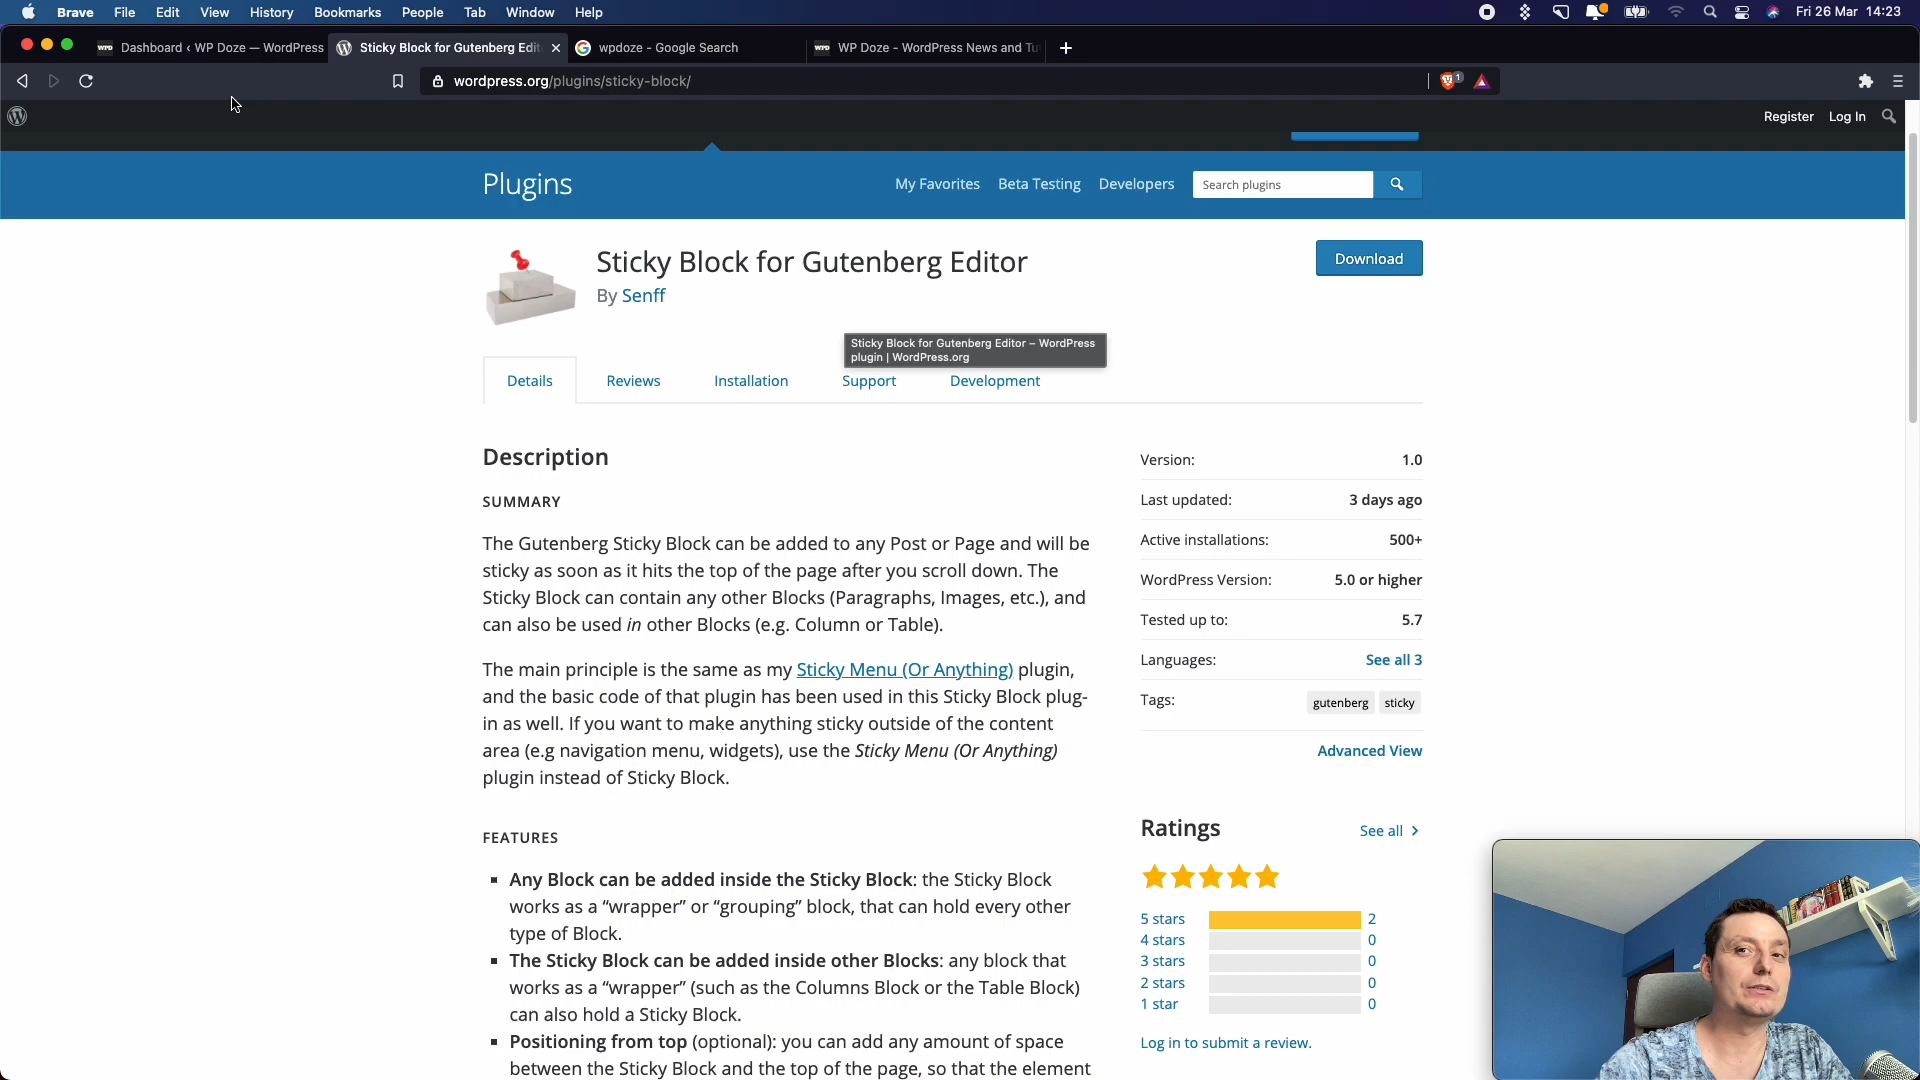 Brave File Edit View History Bookmarks People Tab Window Help Fri 26 Mar 14:23
WPD Dashboard ‹ WP Doze — WordPress Sticky Block for Gutenberg Edit wpdoze - Google Search WPD WP Doze - WordPress News and Tu
wordpress.org/plugins/sticky-block/ 1
Register Log In
Plugins My Favorites Beta Testing Developers Search plugins
Sticky Block for Gutenberg Editor
Download
By Senff
Sticky Block for Gutenberg Editor – WordPress
plugin | WordPress.org
Details Reviews Installation Support Development
Description
SUMMARY
The Gutenberg Sticky Block can be added to any Post or Page and will be
sticky as soon as it hits the top of the page after you scroll down. The
Sticky Block can contain any other Blocks (Paragraphs, Images, etc.), and
can also be used in other Blocks (e.g. Column or Table).
The main principle is the same as my Sticky Menu (Or Anything) plugin,
and the basic code of that plugin has been used in this Sticky Block plug-
in as well. If you want to make anything sticky outside of the content
area (e.g navigation menu, widgets), use the Sticky Menu (Or Anything)
plugin instead of Sticky Block.
FEATURES
Any Block can be added inside the Sticky Block: the Sticky Block
works as a “wrapper” or “grouping” block, that can hold every other
type of Block.
The Sticky Block can be added inside other Blocks: any block that
works as a “wrapper” (such as the Columns Block or the Table Block)
can also hold a Sticky Block.
Positioning from top (optional): you can add any amount of space
between the Sticky Block and the top of the page, so that the element
Version: 1.0
Last updated: 3 days ago
Active installations: 500+
WordPress Version: 5.0 or higher
Tested up to: 5.7
Languages: See all 3
Tags: gutenberg sticky
Advanced View
Ratings See all
5 stars 2
4 stars 0
3 stars 0
2 stars 0
1 star 0
Log in to submit a review.